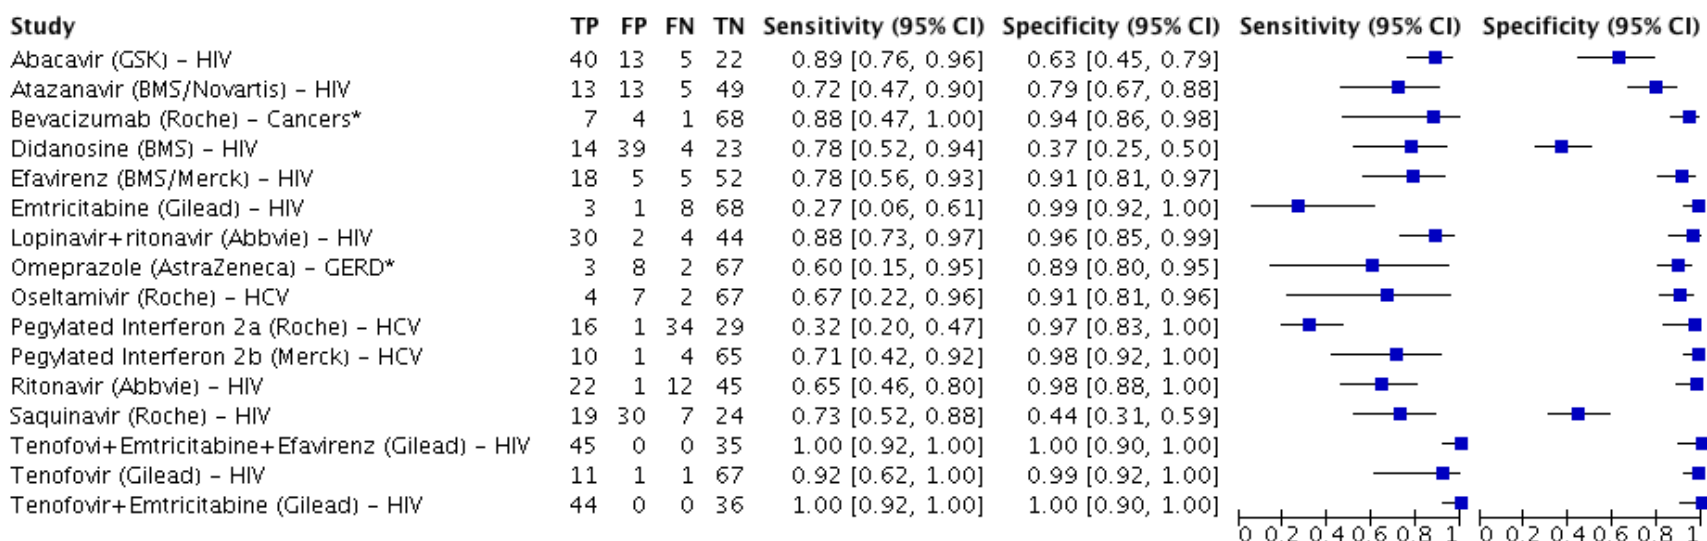 Study TP FP FN TN Sensitivity (95% CI) Specificity (95% CI) Sensitivity (95% CI) Specificity (95% CI)
Abacavir (GSK) – HIV 40 13 5 22 0.89 [0.76, 0.96] 0.63 [0.45, 0.79]
Atazanavir (BMS/Novartis) – HIV 13 13 5 49 0.72 [0.47, 0.90] 0.79 [0.67, 0.88]
Bevacizumab (Roche) – Cancers* 7 4 1 68 0.88 [0.47, 1.00] 0.94 [0.86, 0.98]
Didanosine (BMS) – HIV 14 39 4 23 0.78 [0.52, 0.94] 0.37 [0.25, 0.50]
Efavirenz (BMS/Merck) – HIV 18 5 5 52 0.78 [0.56, 0.93] 0.91 [0.81, 0.97]
Emtricitabine (Gilead) – HIV 3 1 8 68 0.27 [0.06, 0.61] 0.99 [0.92, 1.00]
Lopinavir+ritonavir (Abbvie) – HIV 30 2 4 44 0.88 [0.73, 0.97] 0.96 [0.85, 0.99]
Omeprazole (AstraZeneca) – GERD* 3 8 2 67 0.60 [0.15, 0.95] 0.89 [0.80, 0.95]
Oseltamivir (Roche) – HCV 4 7 2 67 0.67 [0.22, 0.96] 0.91 [0.81, 0.96]
Pegylated Interferon 2a (Roche) – HCV 16 1 34 29 0.32 [0.20, 0.47] 0.97 [0.83, 1.00]
Pegylated Interferon 2b (Merck) – HCV 10 1 4 65 0.71 [0.42, 0.92] 0.98 [0.92, 1.00]
Ritonavir (Abbvie) – HIV 22 1 12 45 0.65 [0.46, 0.80] 0.98 [0.88, 1.00]
Saquinavir (Roche) – HIV 19 30 7 24 0.73 [0.52, 0.88] 0.44 [0.31, 0.59]
Tenofovi+Emtricitabine+Efavirenz (Gilead) – HIV 45 0 0 35 1.00 [0.92, 1.00] 1.00 [0.90, 1.00]
Tenofovir (Gilead) – HIV 11 1 1 67 0.92 [0.62, 1.00] 0.99 [0.92, 1.00]
Tenofovir+Emtricitabine (Gilead) – HIV 44 0 0 36 1.00 [0.92, 1.00] 1.00 [0.90, 1.00]
0 0.2 0.4 0.6 0.8 1 0 0.2 0.4 0.6 0.8 1